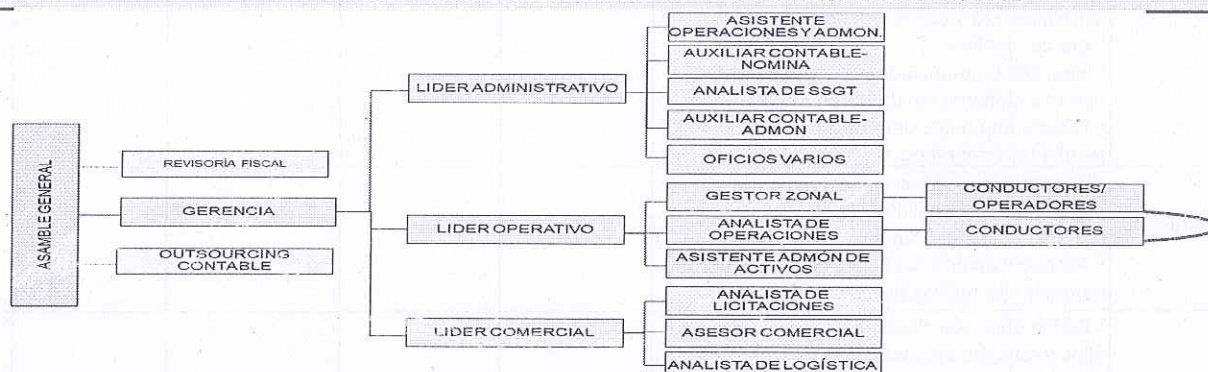 ASAMBLE GENERAL
REVISORÍA FISCAL
GERENCIA
OUTSOURCING
CONTABLE
LIDER ADMINISTRATIVO
LIDER OPERATIVO
LIDER COMERCIAL
ASISTENTE
OPERACIONES Y ADMON.
AUXILIAR CONTABLE-
NOMINA
ANALISTA DE SSGT
AUXILIAR CONTABLE-
ADMON
OFICIOS VARIOS
GESTOR ZONAL
ANALISTA DE
OPERACIONES
ASISTENTE ADMÓN DE
ACTIVOS
ANALISTA DE
LICITACIONES
ASESOR COMERCIAL
ANALISTA DE LOGÍSTICA
CONDUCTORES/
OPERADORES
CONDUCTORES